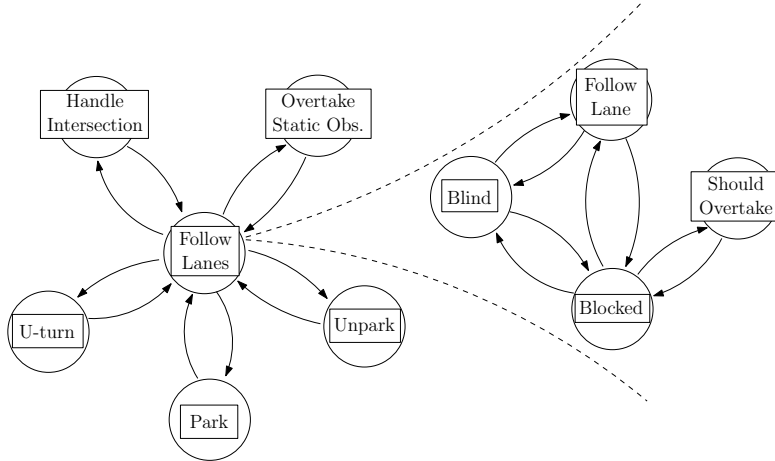 Handle
Intersection
Overtake
Static Obs.
Follow
Lanes
U-turn
Park
Unpark
Follow
Lane
Blind
Should
Overtake
Blocked